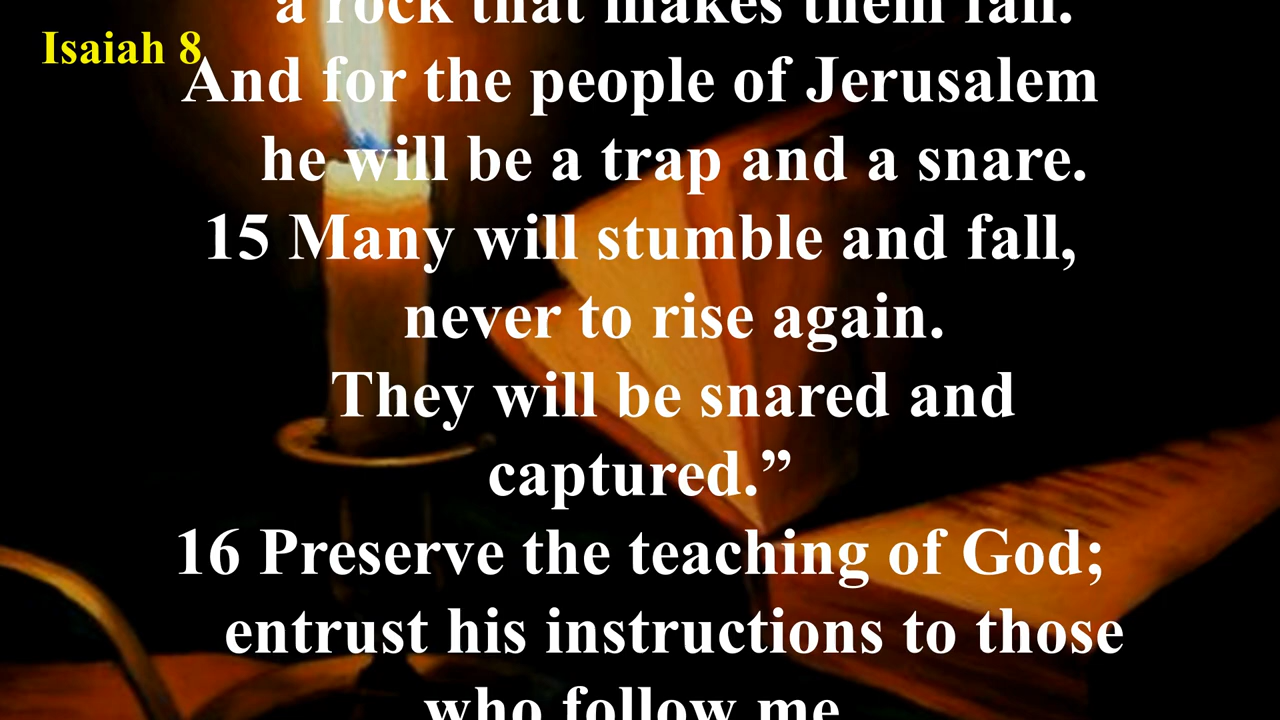 a rock that makes them fall.
Isaiah 8
And for the people of Jerusalem
he will be a trap and a snare.
15 Many will stumble and fall,
never to rise again.
They will be snared and
captured.”
16 Preserve the teaching of God;
entrust his instructions to those
who follow me